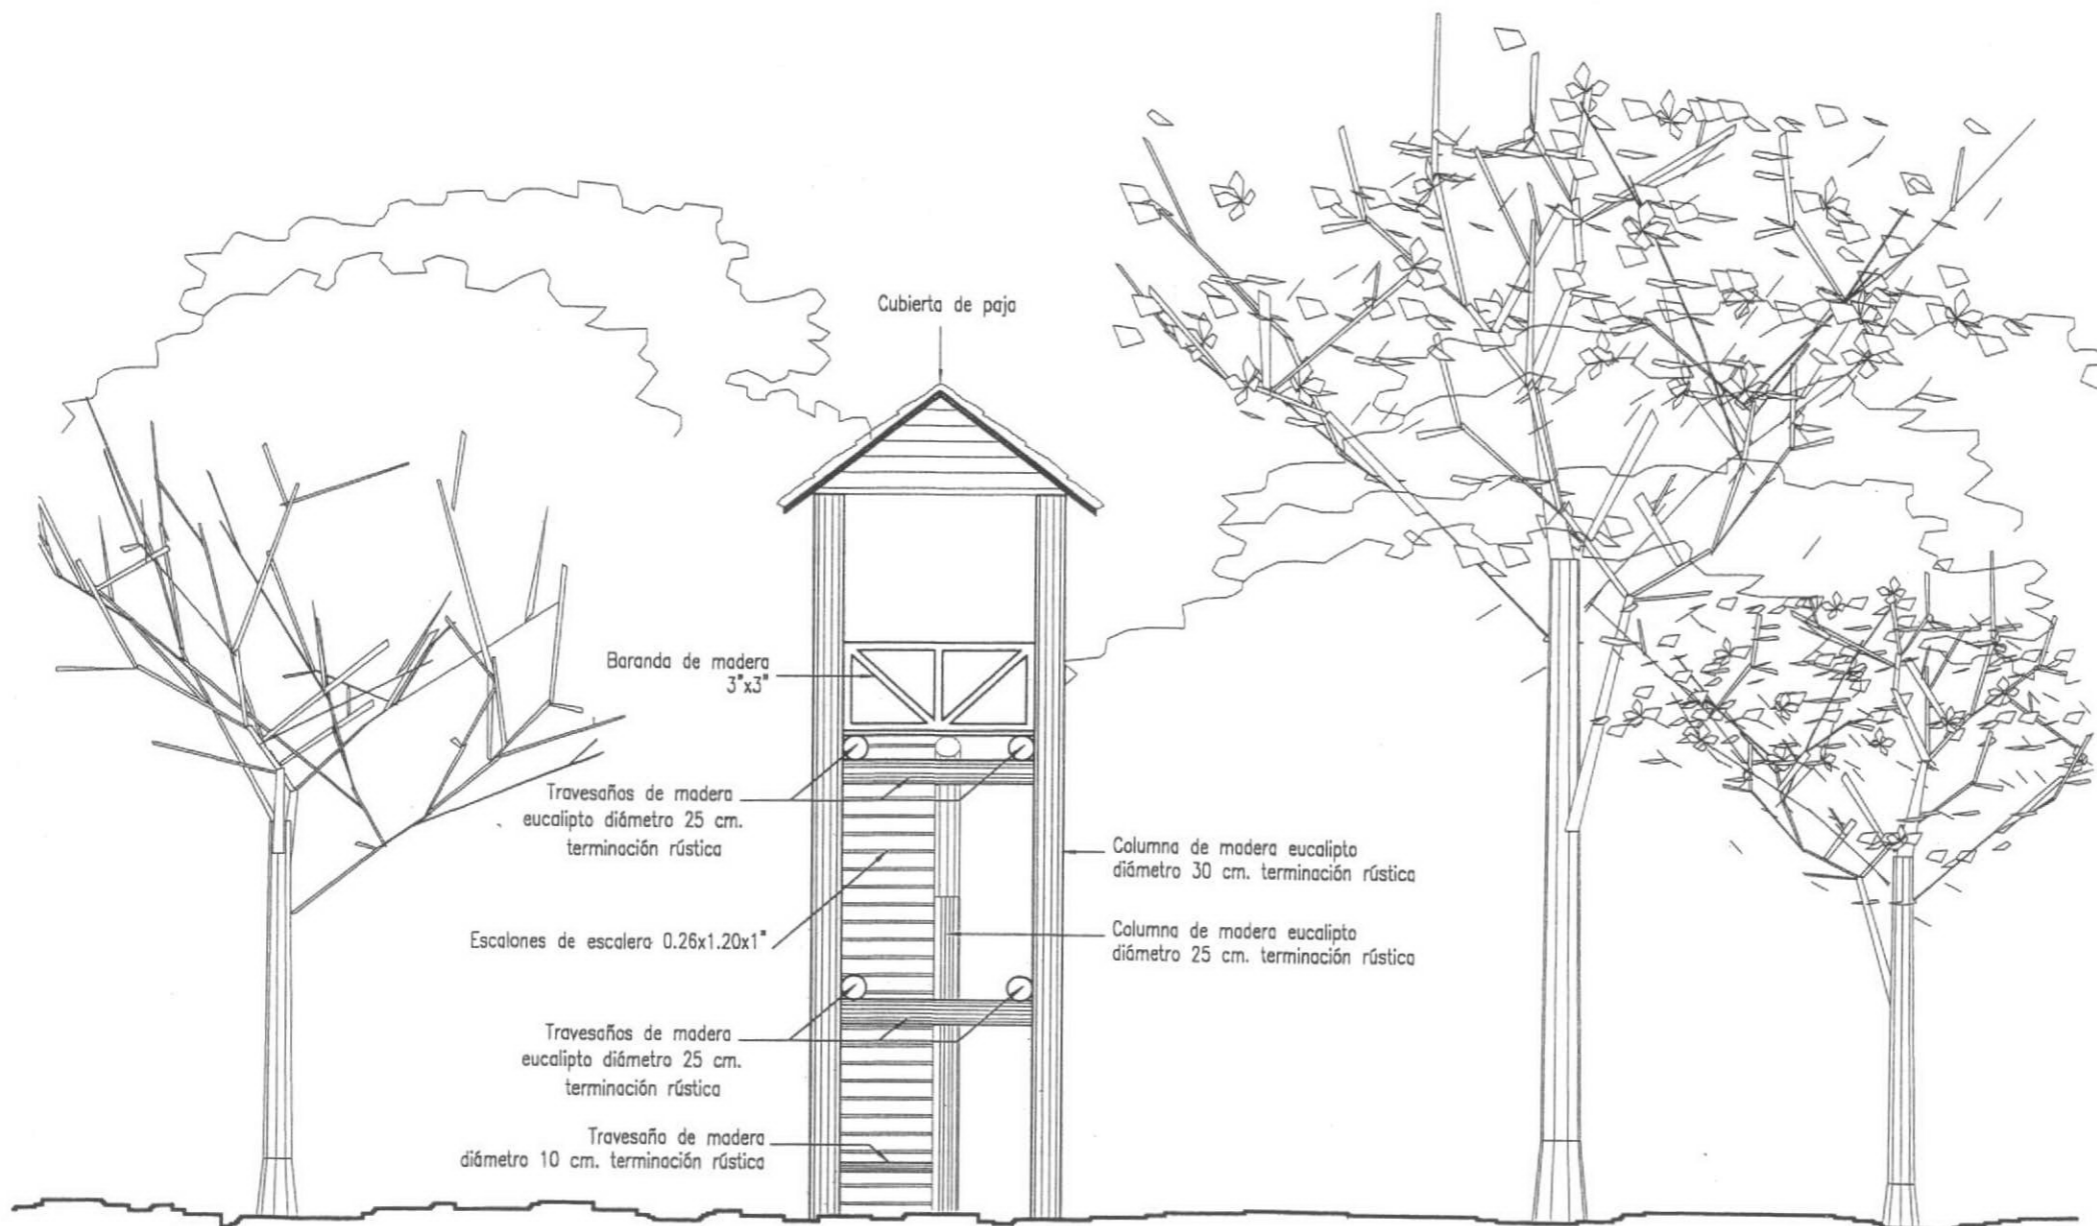 Cubierta de paja
Baranda de madera
3"x3"
Travesaños de madera
eucalipto diámetro 25 cm.
terminación rústica
Columna de madera eucalipto
diámetro 30 cm. terminación rústica
Escalones de escalera 0.26x1.20x1"
Columna de madera eucalipto
diámetro 25 cm. terminación rústica
Travesaños de madera
eucalipto diámetro 25 cm.
terminación rústica
Travesaño de madera
diámetro 10 cm. terminación rústica